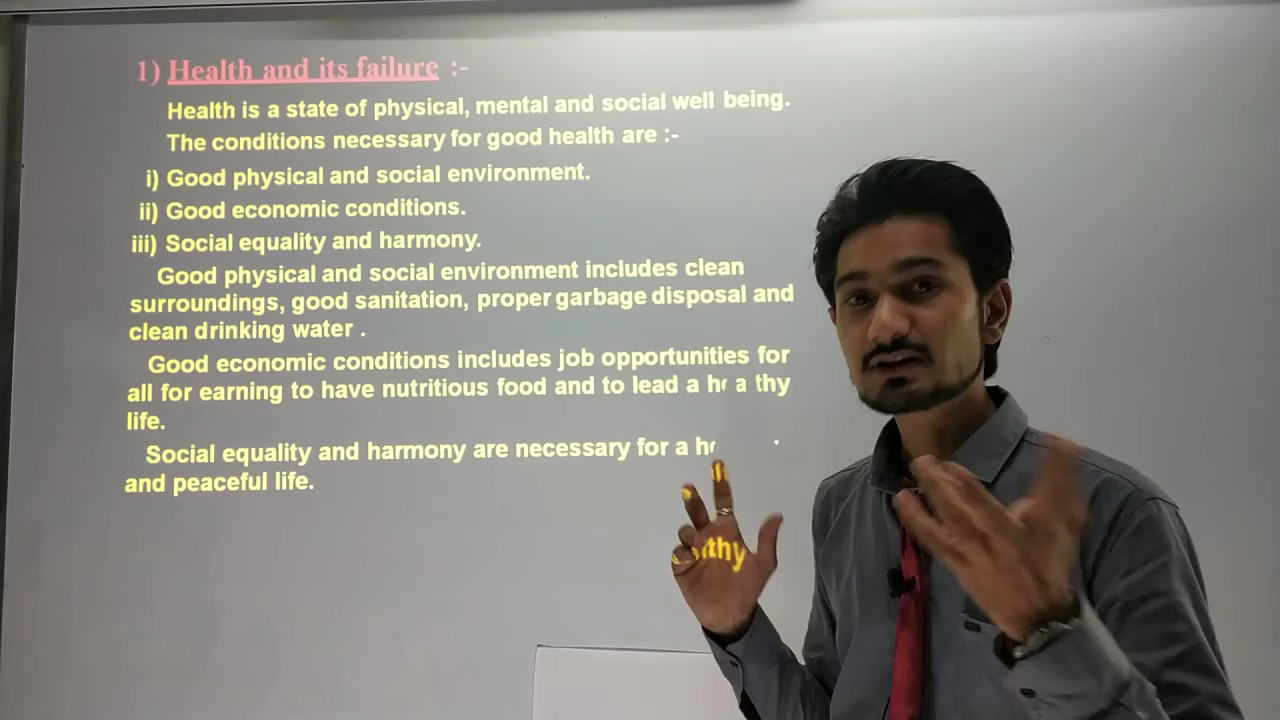 1) Health and its failure :-
Health is a state of physical, mental and social well being.
The conditions necessary for good health are :-
i) Good physical and social environment.
ii) Good economic conditions.
iii) Social equality and harmony.
Good physical and social environment includes clean
surroundings, good sanitation, proper garbage disposal and
clean drinking water .
Good economic conditions includes job opportunities for
all for earning to have nutritious food and to lead a
life.
Social equality and harmony are necessary for a
and peaceful life.